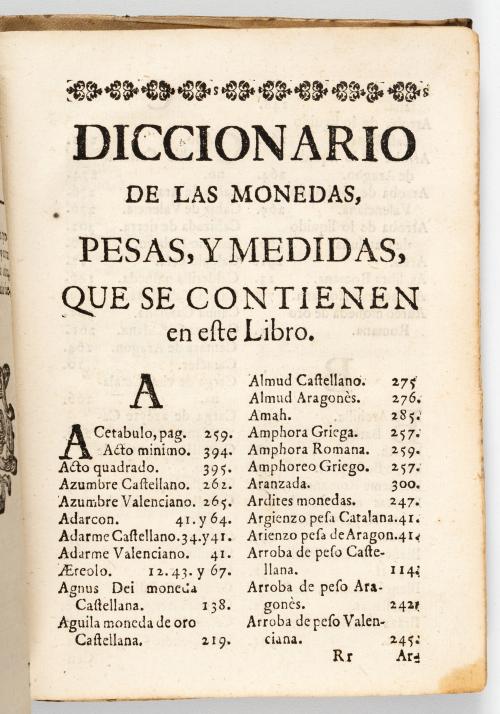 DICCIONARIO
DE LAS MONEDAS,
PESAS, Y MEDIDAS,
QUE SE CONTIENEN
en eſte Libro.
A
ACetabulo, pag. 259.
Acto minimo. 394.
Acto quadrado. 395.
Azumbre Caſtellano. 262.
Azumbre Valenciano. 265.
Adarcon. 41. y 64.
Adarme Caſtellano. 34. y 41.
Adarme Valenciano. 41.
Æreolo. 12. 43. y 67.
Agnus Dei moneda
Caſtellana. 138.
Aguila moneda de oro
Caſtellana. 219.
Almud Caſtellano. 275
Almud Aragonès. 276.
Amah. 285.
Amphora Griega. 257.
Amphora Romana. 259.
Amphoreo Griego. 257.
Aranzada. 300.
Ardites monedas. 247.
Argienzo peſa Catalana. 41.
Arienzo peſa de Aragon. 41.
Arroba de peſo Caſte-
llana. 114.
Arroba de peſo Ara-
gonès. 242.
Arroba de peſo Valen-
ciana. 245.
Rr Ar-